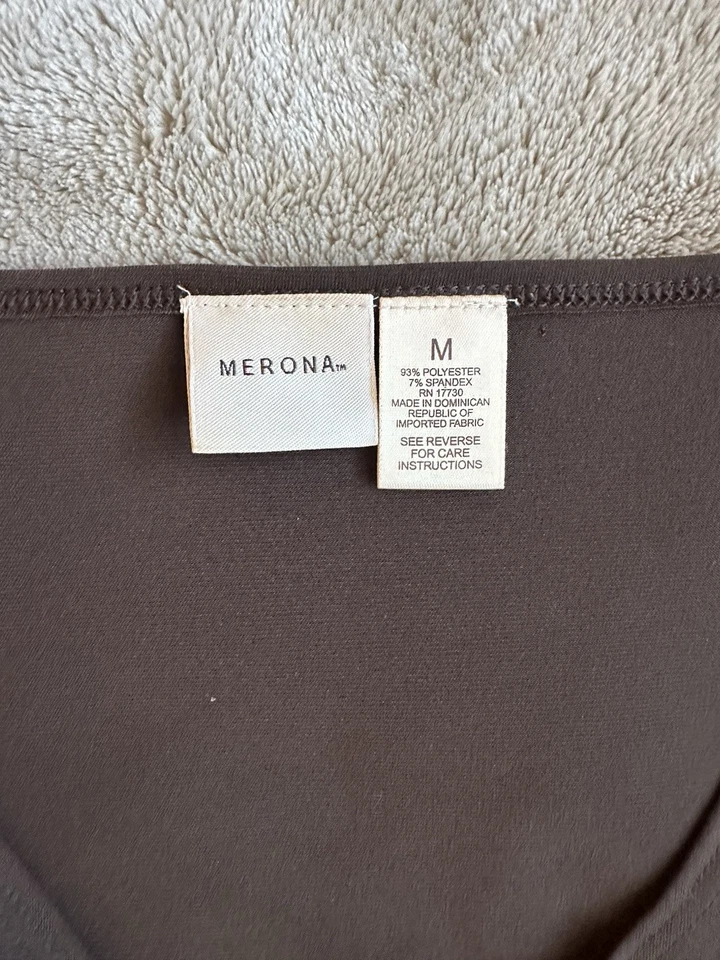 MERONA™
M
93% POLYESTER
7% SPANDEX
RN 17730
MADE IN DOMINICAN
REPUBLIC OF
IMPORTED FABRIC
SEE REVERSE
FOR CARE
INSTRUCTIONS